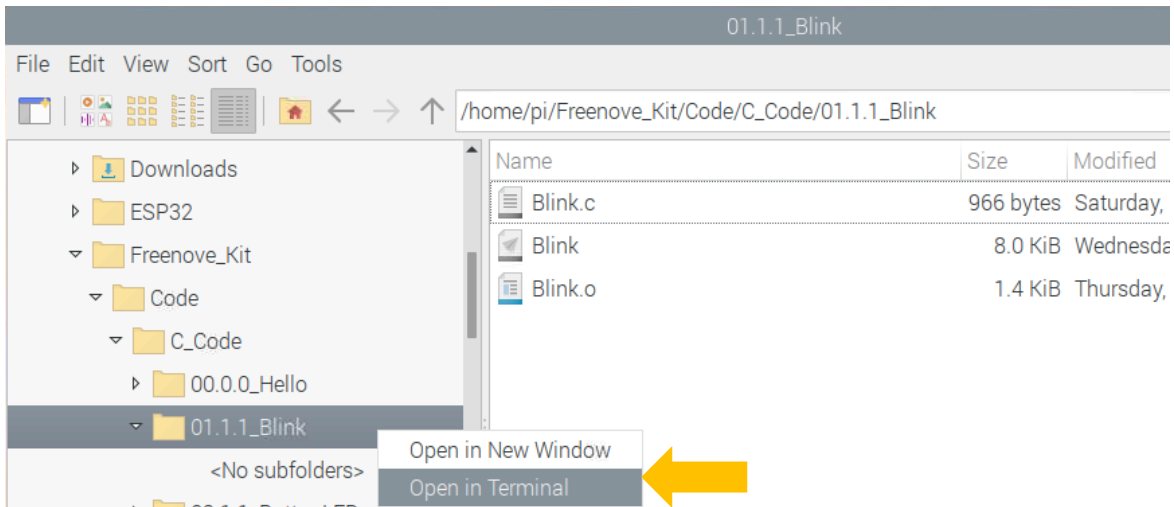 01.1.1_Blink
File Edit View Sort Go Tools
/home/pi/Freenove_Kit/Code/C_Code/01.1.1_Blink
Downloads
ESP32
Freenove_Kit
Code
C_Code
00.0.0_Hello
01.1.1_Blink
<No subfolders>
Name Size Modified
Blink.c 966 bytes Saturday,
Blink 8.0 KiB Wednesda
Blink.o 1.4 KiB Thursday,
Open in New Window
Open in Terminal